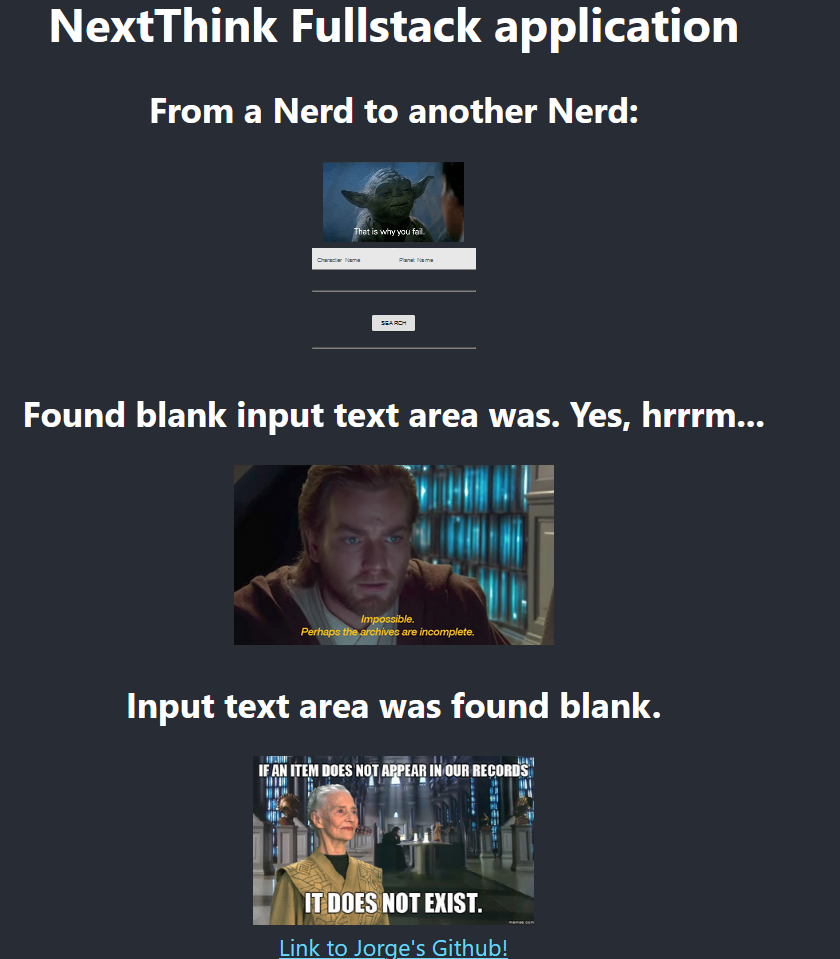 NextThink Fullstack application
From a Nerd to another Nerd:
That is why you fail.
Character Name Planet Name
SEARCH
Found blank input text area was. Yes, hrrrm...
Impossible.
Perhaps the archives are incomplete.
Input text area was found blank.
IF AN ITEM DOES NOT APPEAR IN OUR RECORDS
IT DOES NOT EXIST.
memes.com
Link to Jorge's Github!